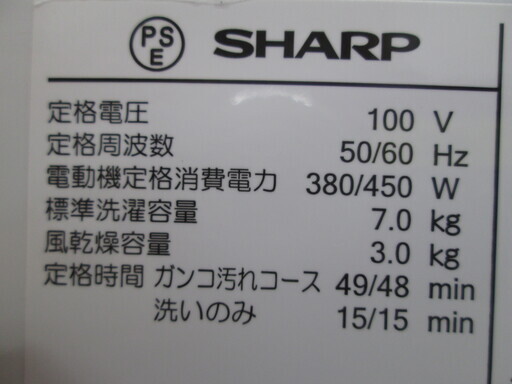 PS
E SHARP
定格電圧 100 V
定格周波数 50/60 Hz
電動機定格消費電力 380/450 W
標準洗濯容量 7.0 kg
風乾燥容量 3.0 kg
定格時間 ガンコ汚れコース 49/48 min
洗いのみ 15/15 min